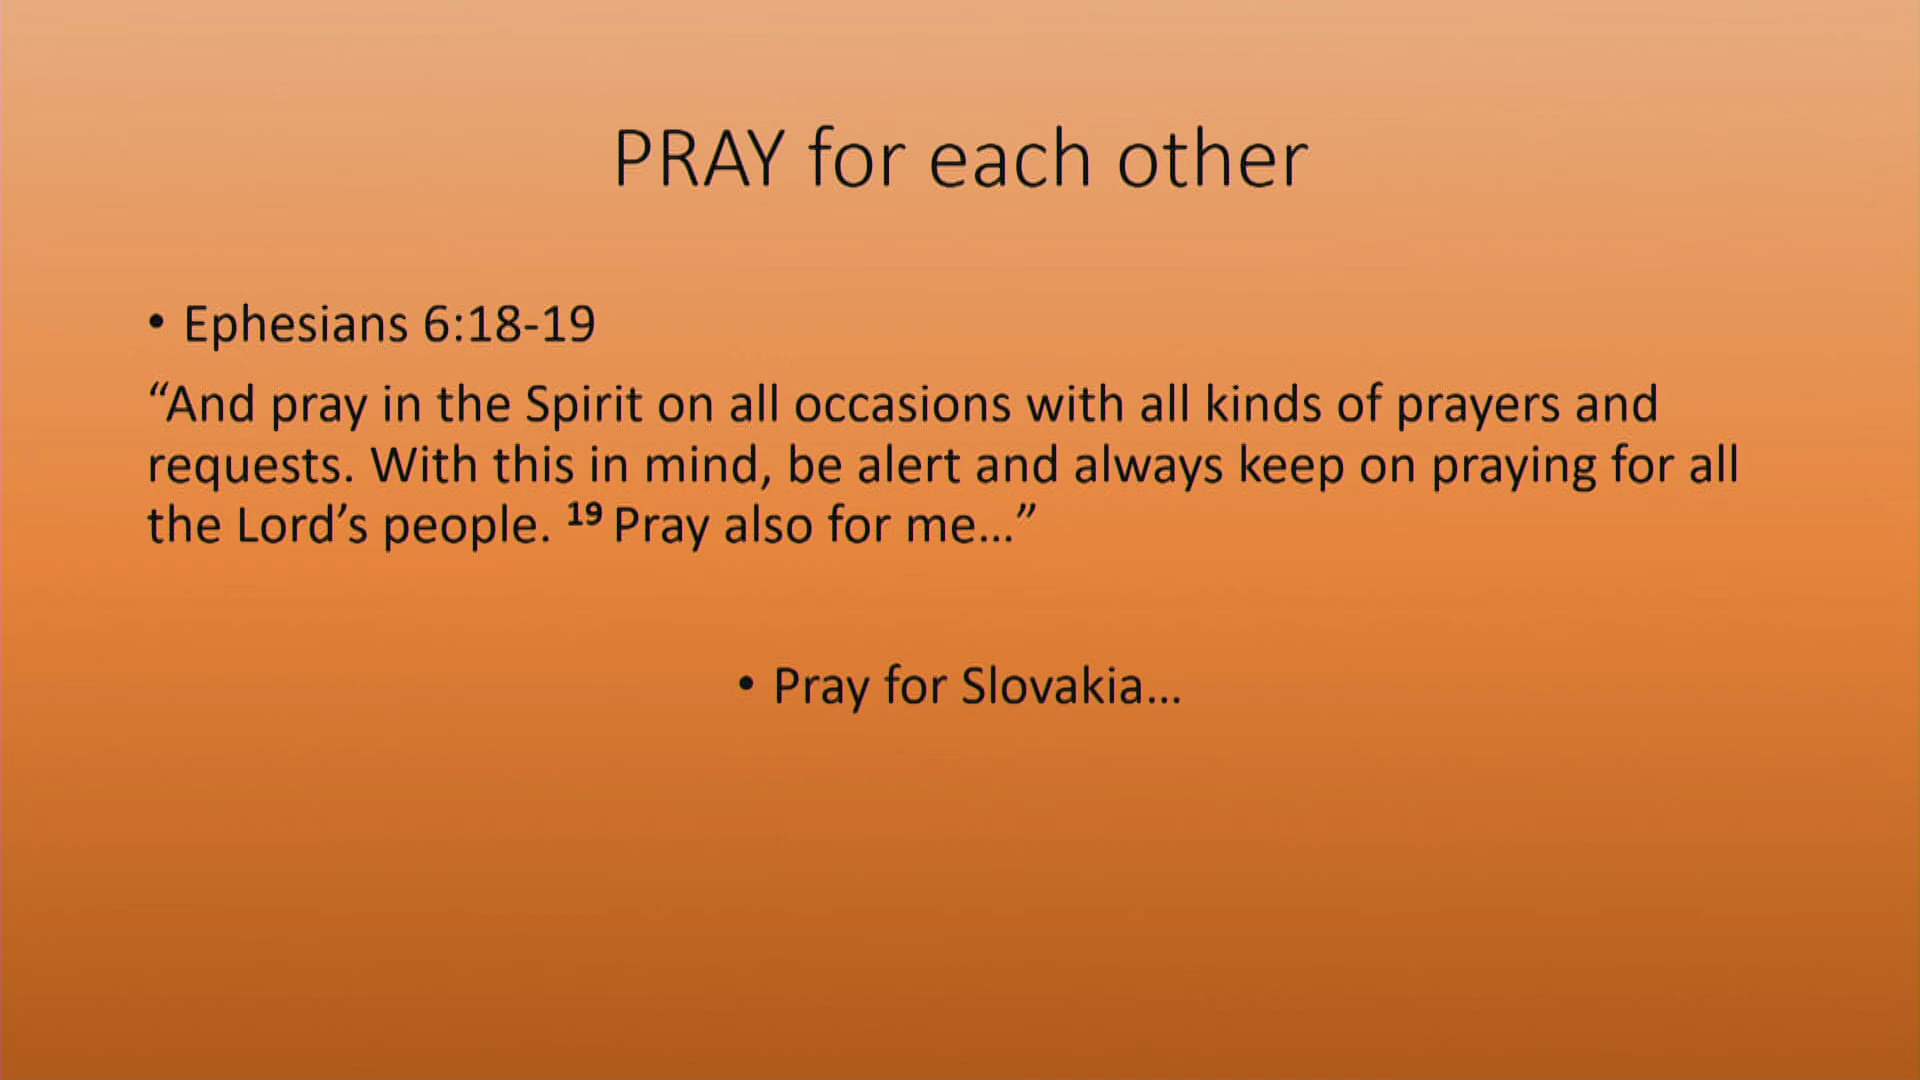 PRAY for each other
• Ephesians 6:18-19
“And pray in the Spirit on all occasions with all kinds of prayers and
requests. With this in mind, be alert and always keep on praying for all
the Lord’s people. ¹⁹ Pray also for me…”
• Pray for Slovakia…